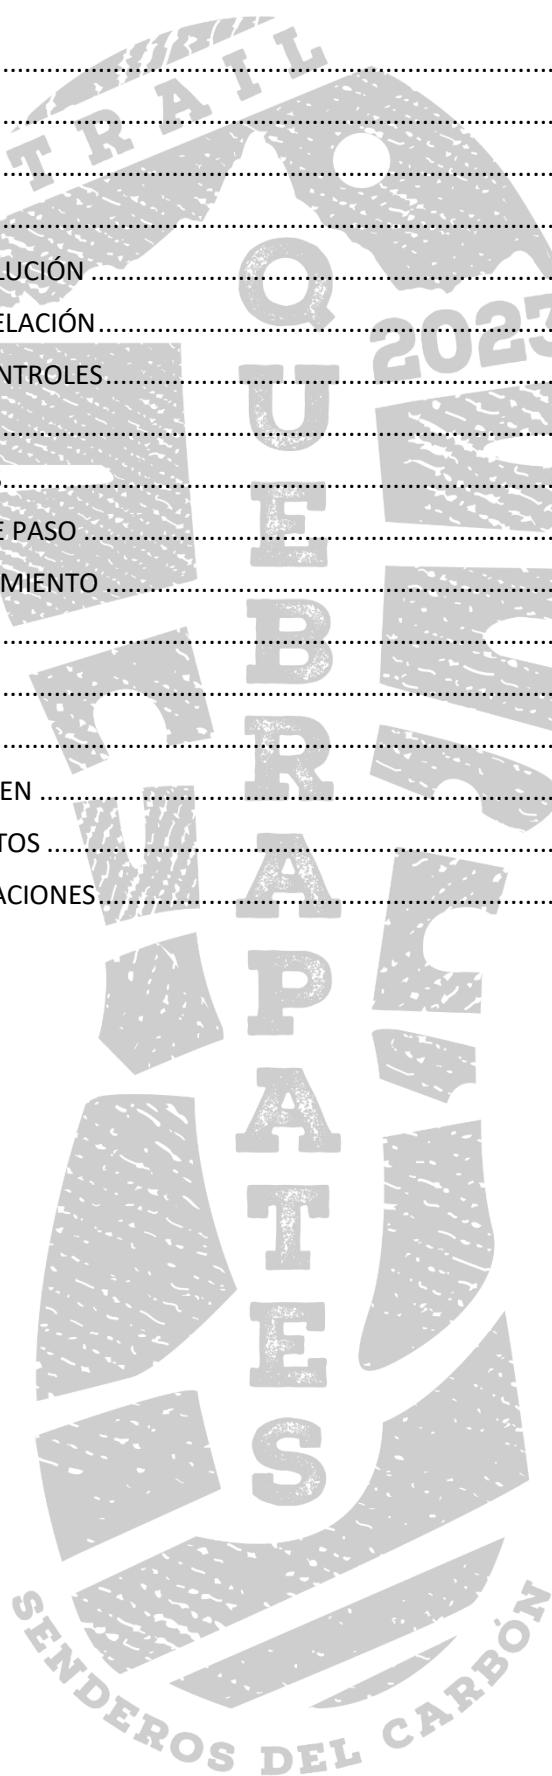 TRAIL
........................................................................
........................................................................
........................................................................
........................................................................
LUCIÓN ............................................................
ELACIÓN...........................................................
NTROLES..........................................................
........................................................................
S.......................................................................
E PASO .............................................................
MIENTO ..........................................................
........................................................................
........................................................................
........................................................................
EN ....................................................................
TOS ...................................................................
ACIONES...........................................................
2023
QUEBRAPATES
SENDEROS DEL CARBÓN